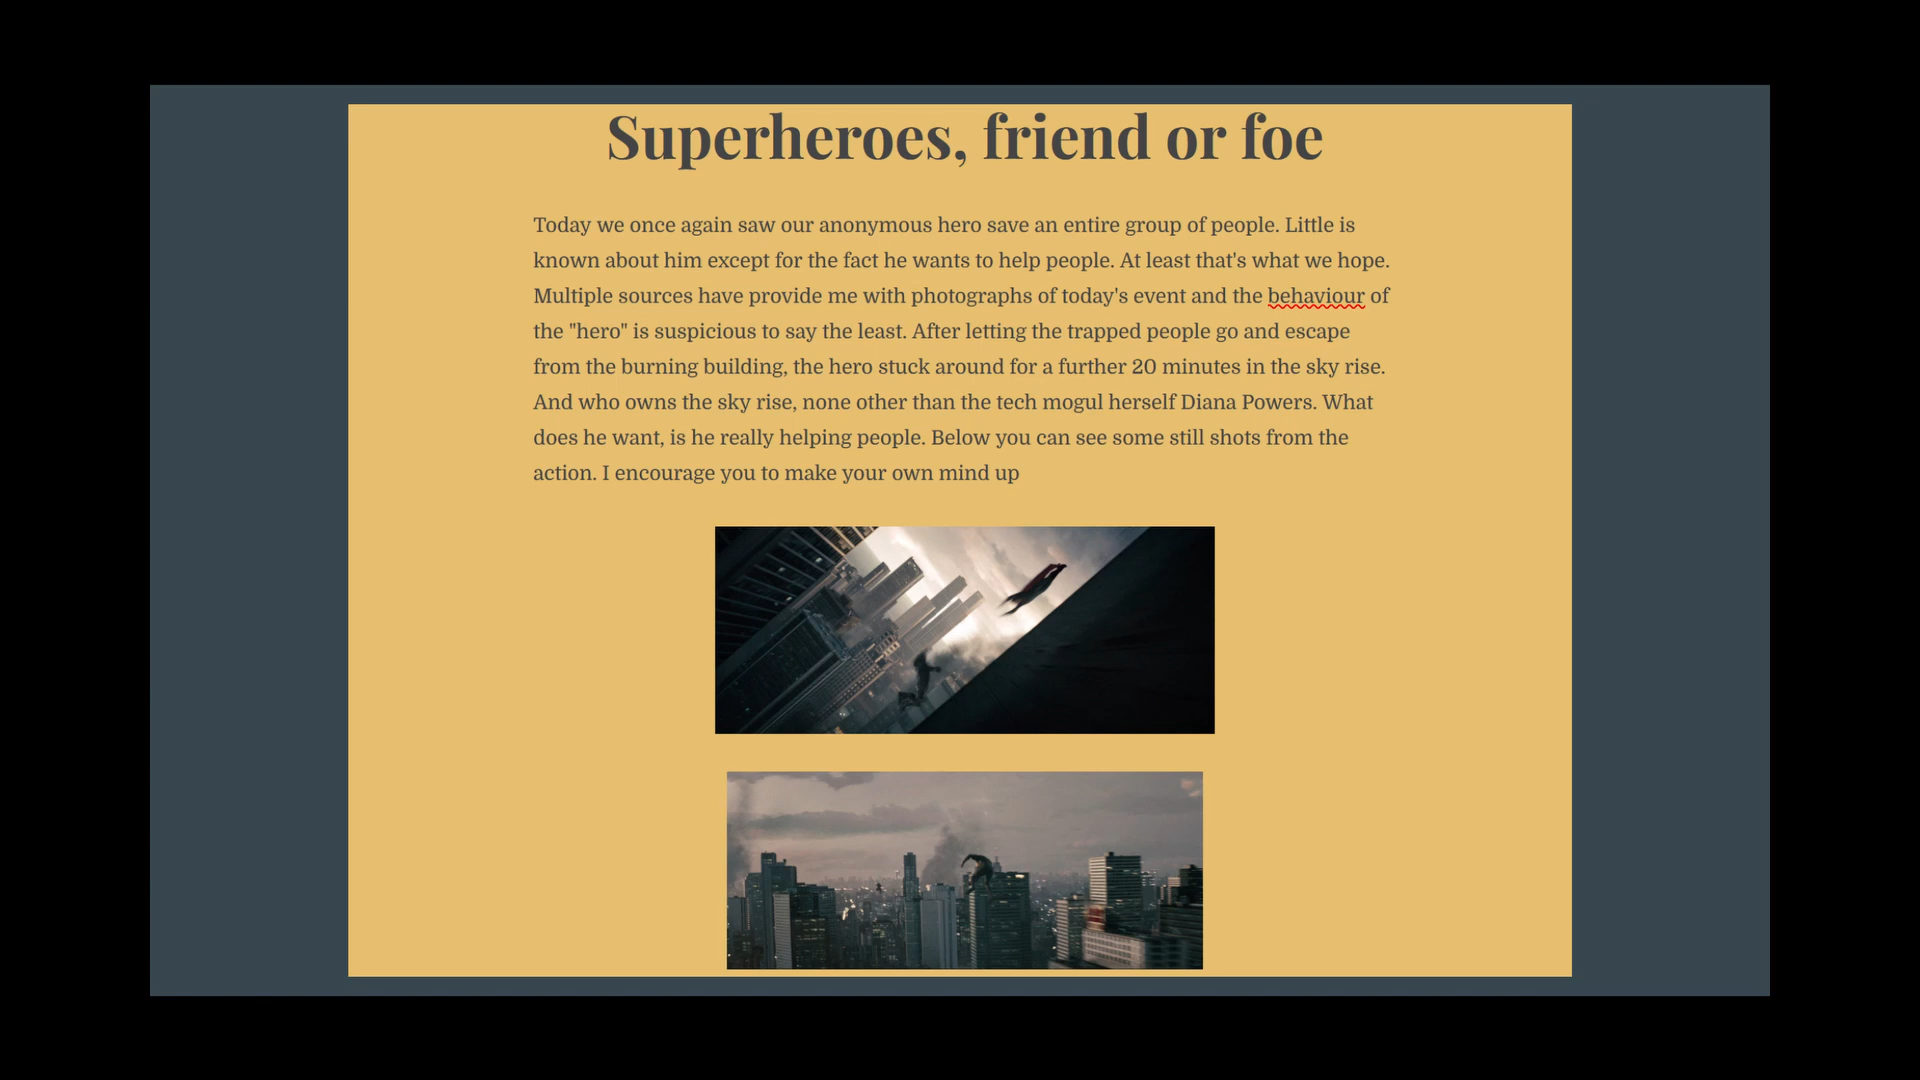 Superheroes, friend or foe
Today we once again saw our anonymous hero save an entire group of people. Little is
known about him except for the fact he wants to help people. At least that's what we hope.
Multiple sources have provide me with photographs of today's event and the behaviour of
the "hero" is suspicious to say the least. After letting the trapped people go and escape
from the burning building, the hero stuck around for a further 20 minutes in the sky rise.
And who owns the sky rise, none other than the tech mogul herself Diana Powers. What
does he want, is he really helping people. Below you can see some still shots from the
action. I encourage you to make your own mind up